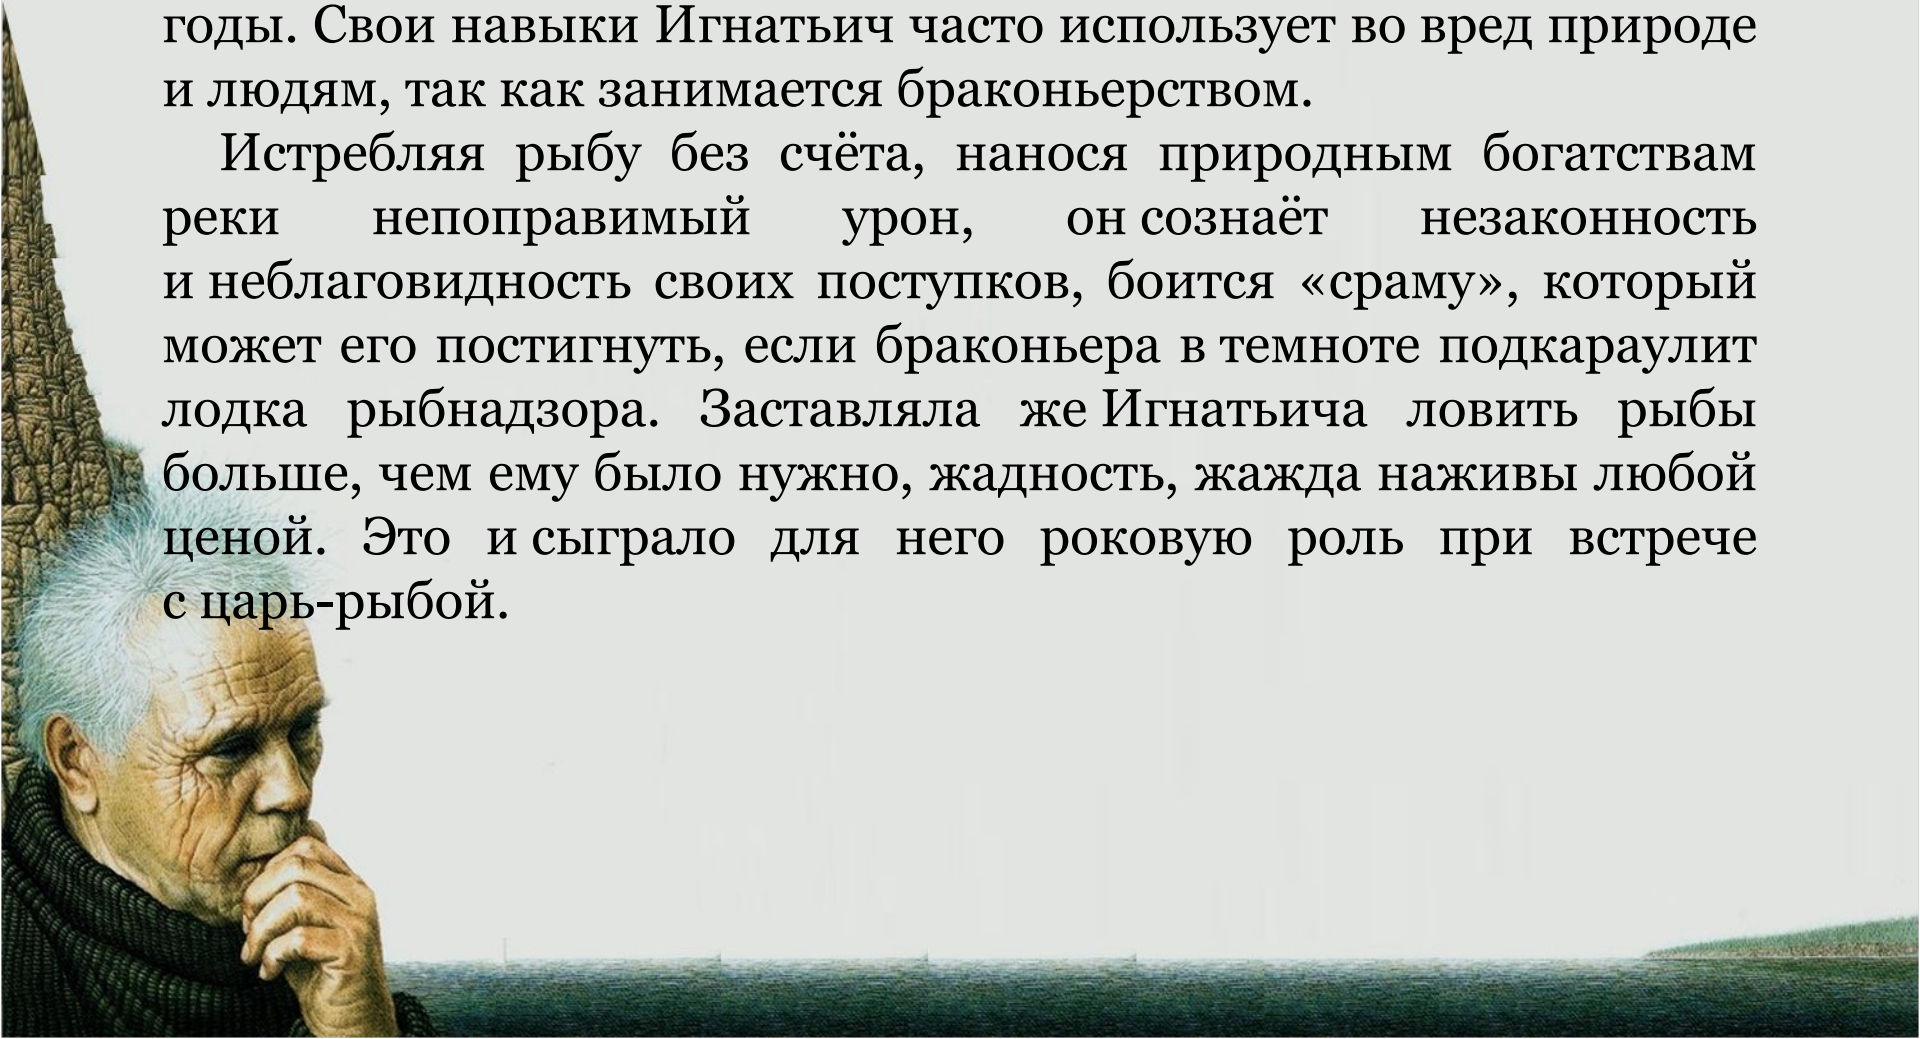 годы. Свои навыки Игнатьич часто использует во вред природе
и людям, так как занимается браконьерством.
Истребляя рыбу без счёта, нанося природным богатствам
реки непоправимый урон, он сознаёт незаконность
и неблаговидность своих поступков, боится «сраму», который
может его постигнуть, если браконьера в темноте подкараулит
лодка рыбнадзора. Заставляла же Игнатьича ловить рыбы
больше, чем ему было нужно, жадность, жажда наживы любой
ценой. Это и сыграло для него роковую роль при встрече
с царь-рыбой.